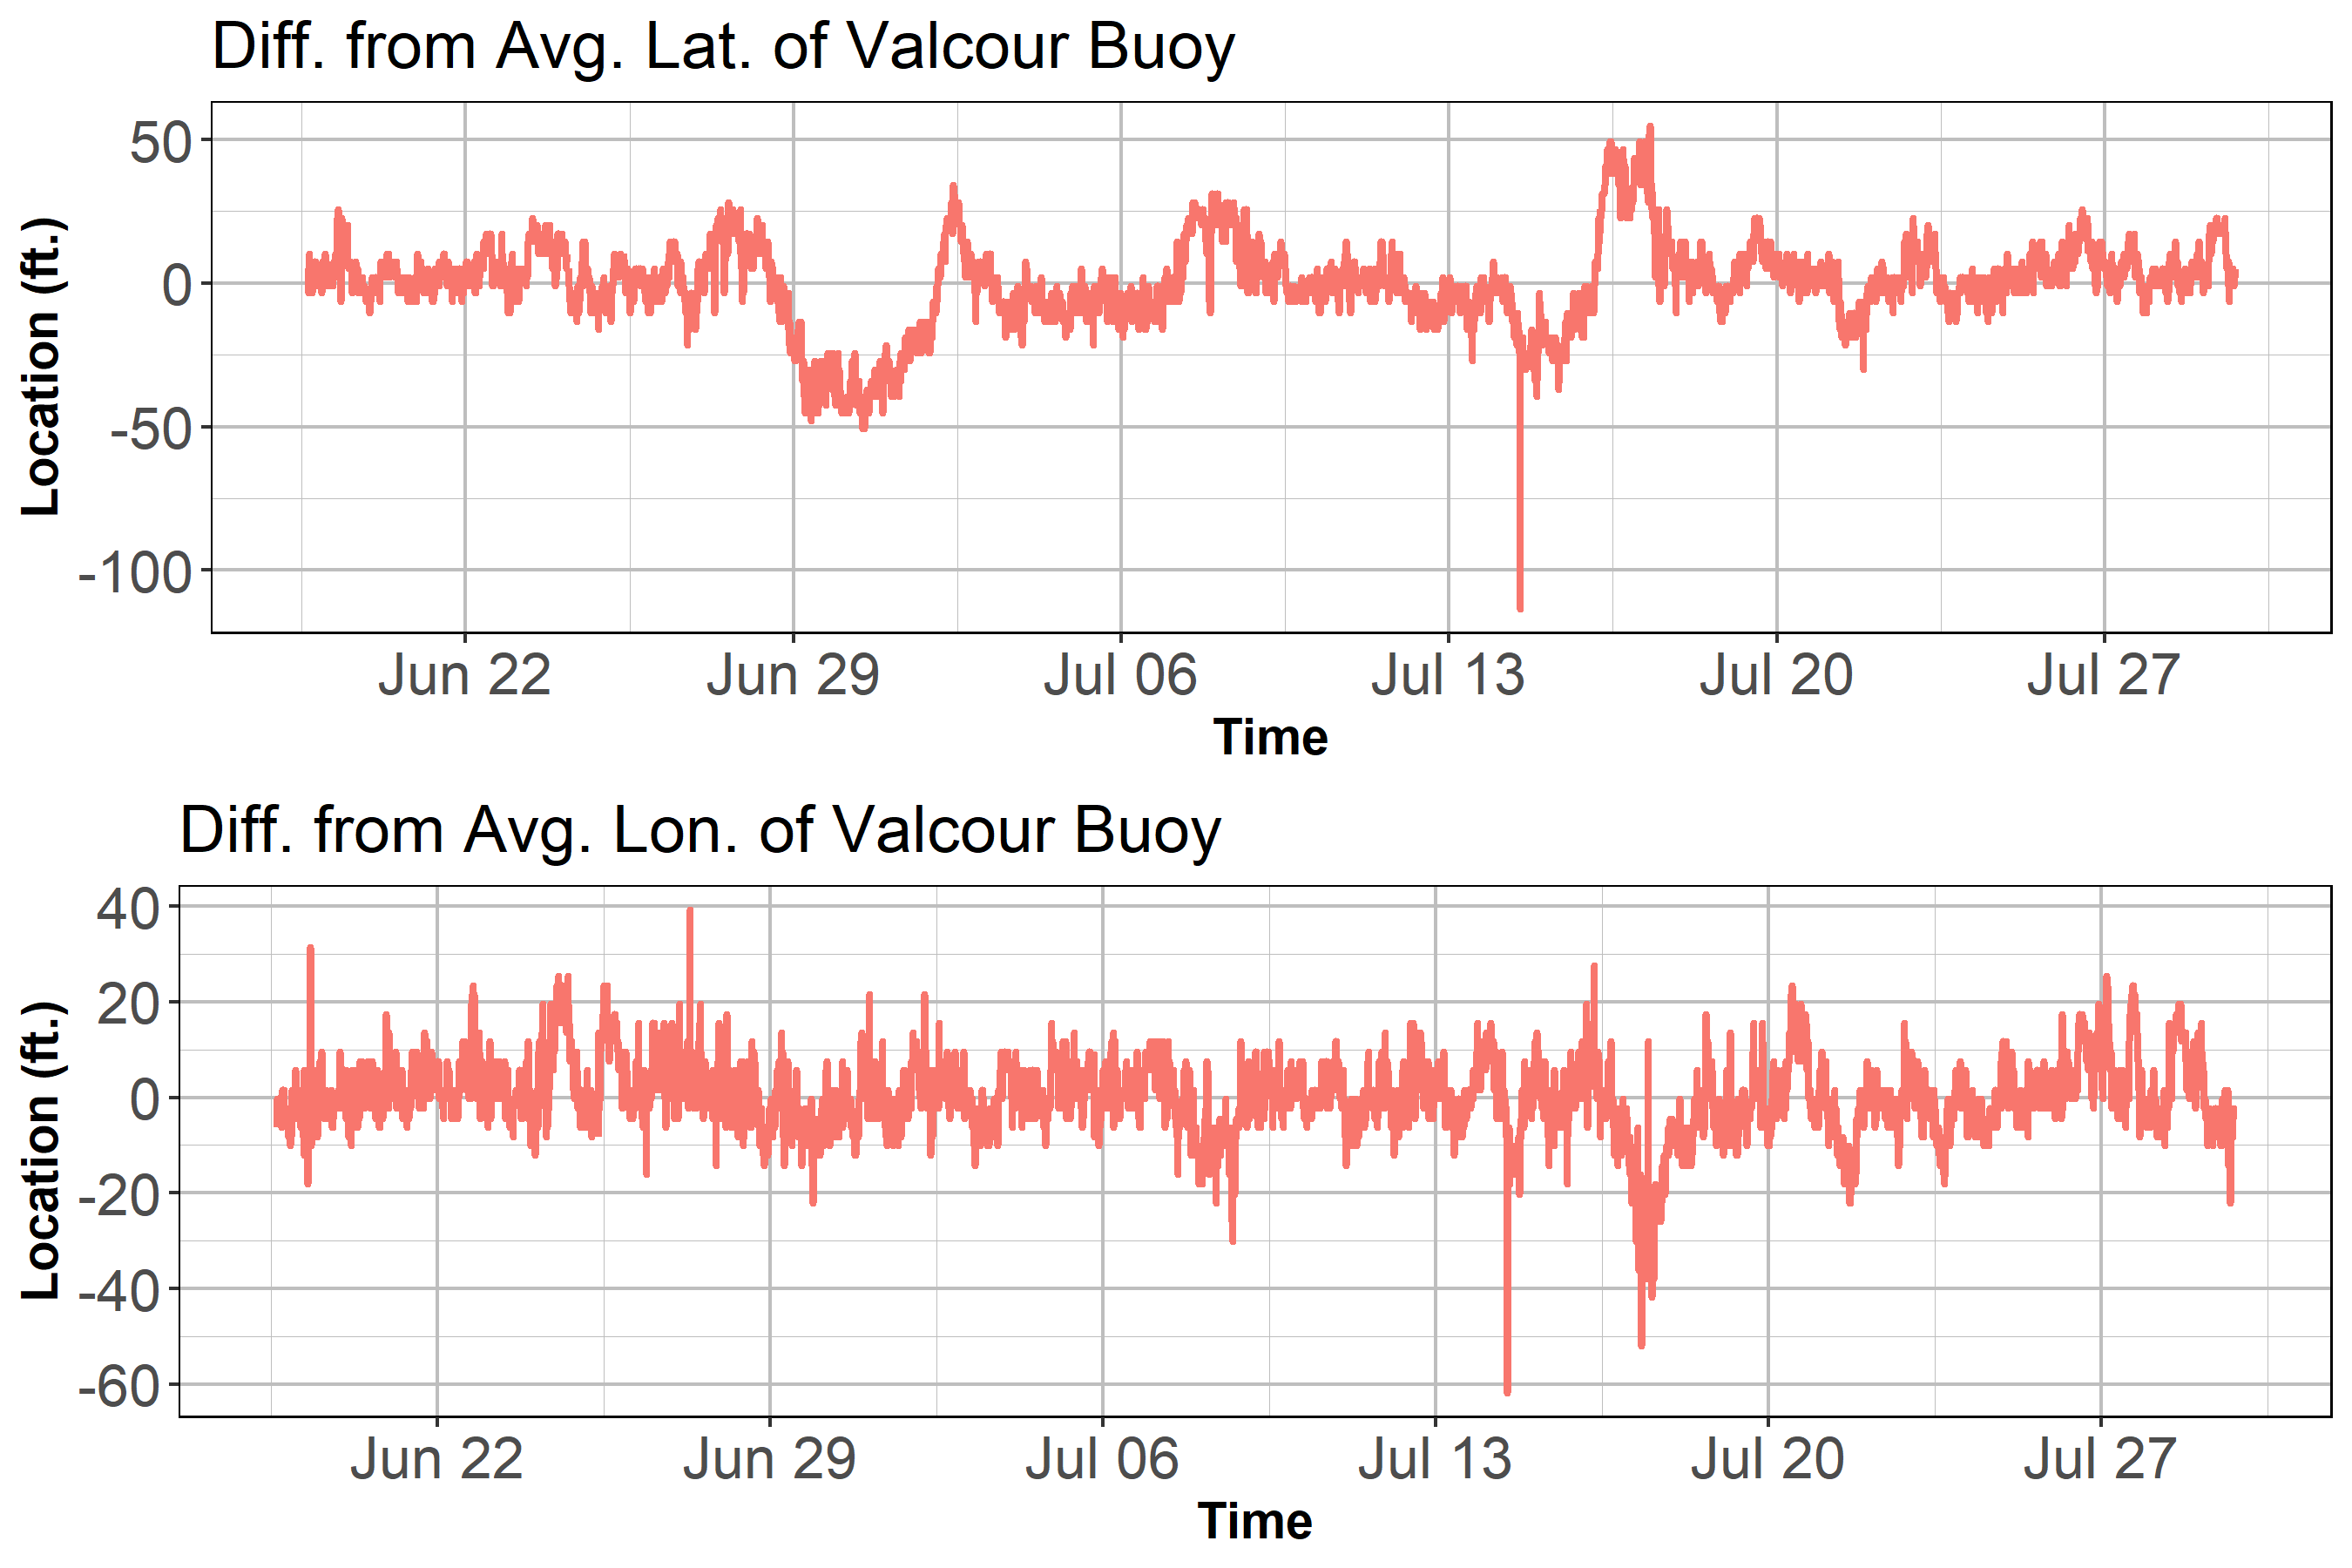 Diff. from Avg. Lat. of Valcour Buoy
Location (ft.)
50
0
-50
-100
Jun 22 Jun 29 Jul 06 Jul 13 Jul 20 Jul 27
Time
Diff. from Avg. Lon. of Valcour Buoy
Location (ft.)
40
20
0
-20
-40
-60
Jun 22 Jun 29 Jul 06 Jul 13 Jul 20 Jul 27
Time